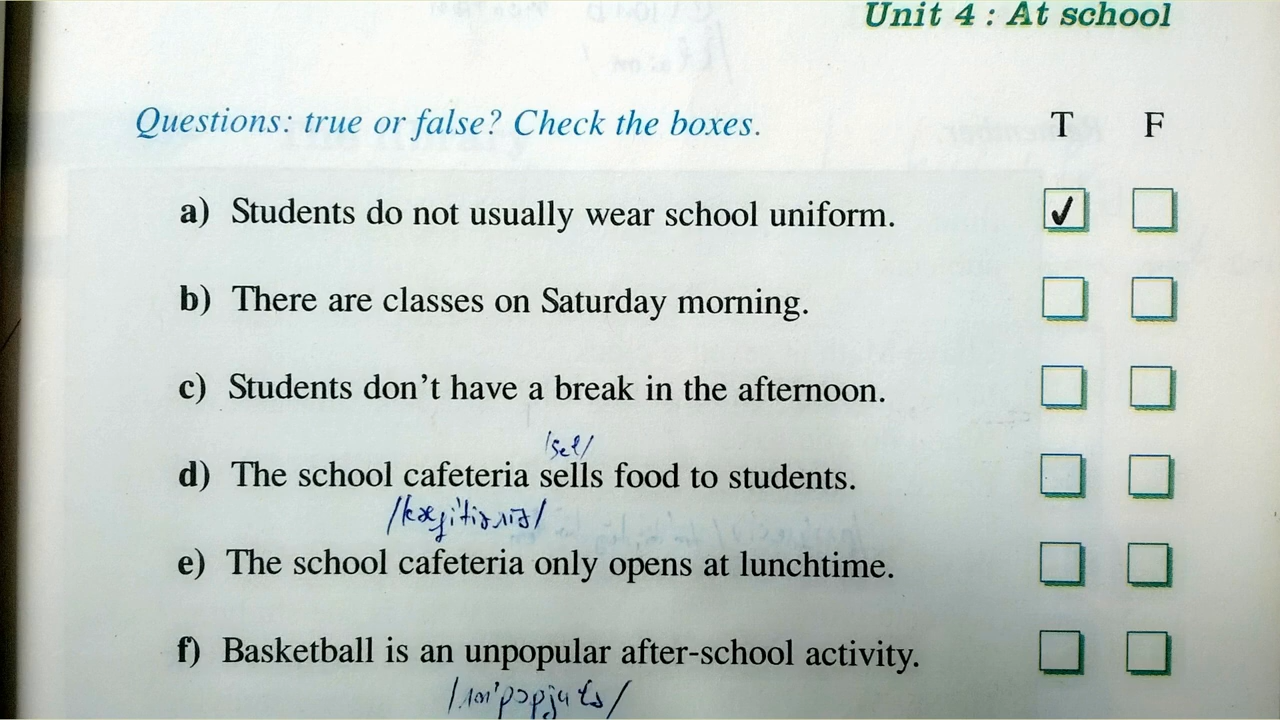 Unit 4 : At school
Questions: true or false? Check the boxes. T F
a) Students do not usually wear school uniform.
b) There are classes on Saturday morning.
c) Students don't have a break in the afternoon.
/sel/
d) The school cafeteria sells food to students.
e) The school cafeteria only opens at lunchtime.
f) Basketball is an unpopular after-school activity.